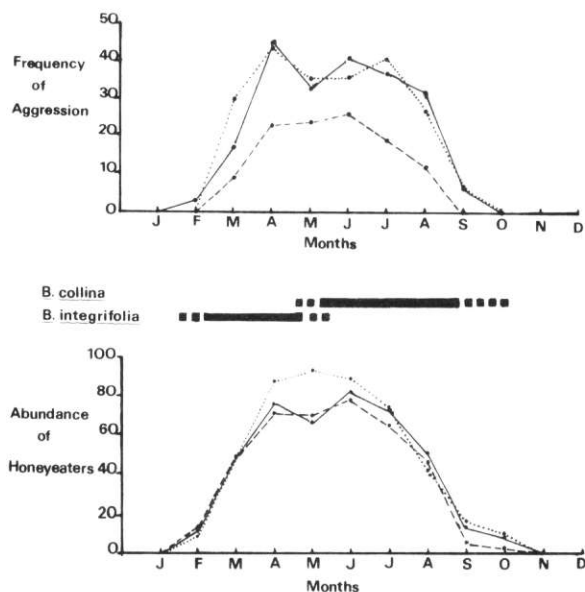 50
40
30
20
10
0
Frequency
of
Aggression
J F M A M J J A S O N D
Months
B. collina
B. integrifolia
100
80
60
40
20
0
Abundance
of
Honeyeaters
J F M A M J J A S O N D
Months